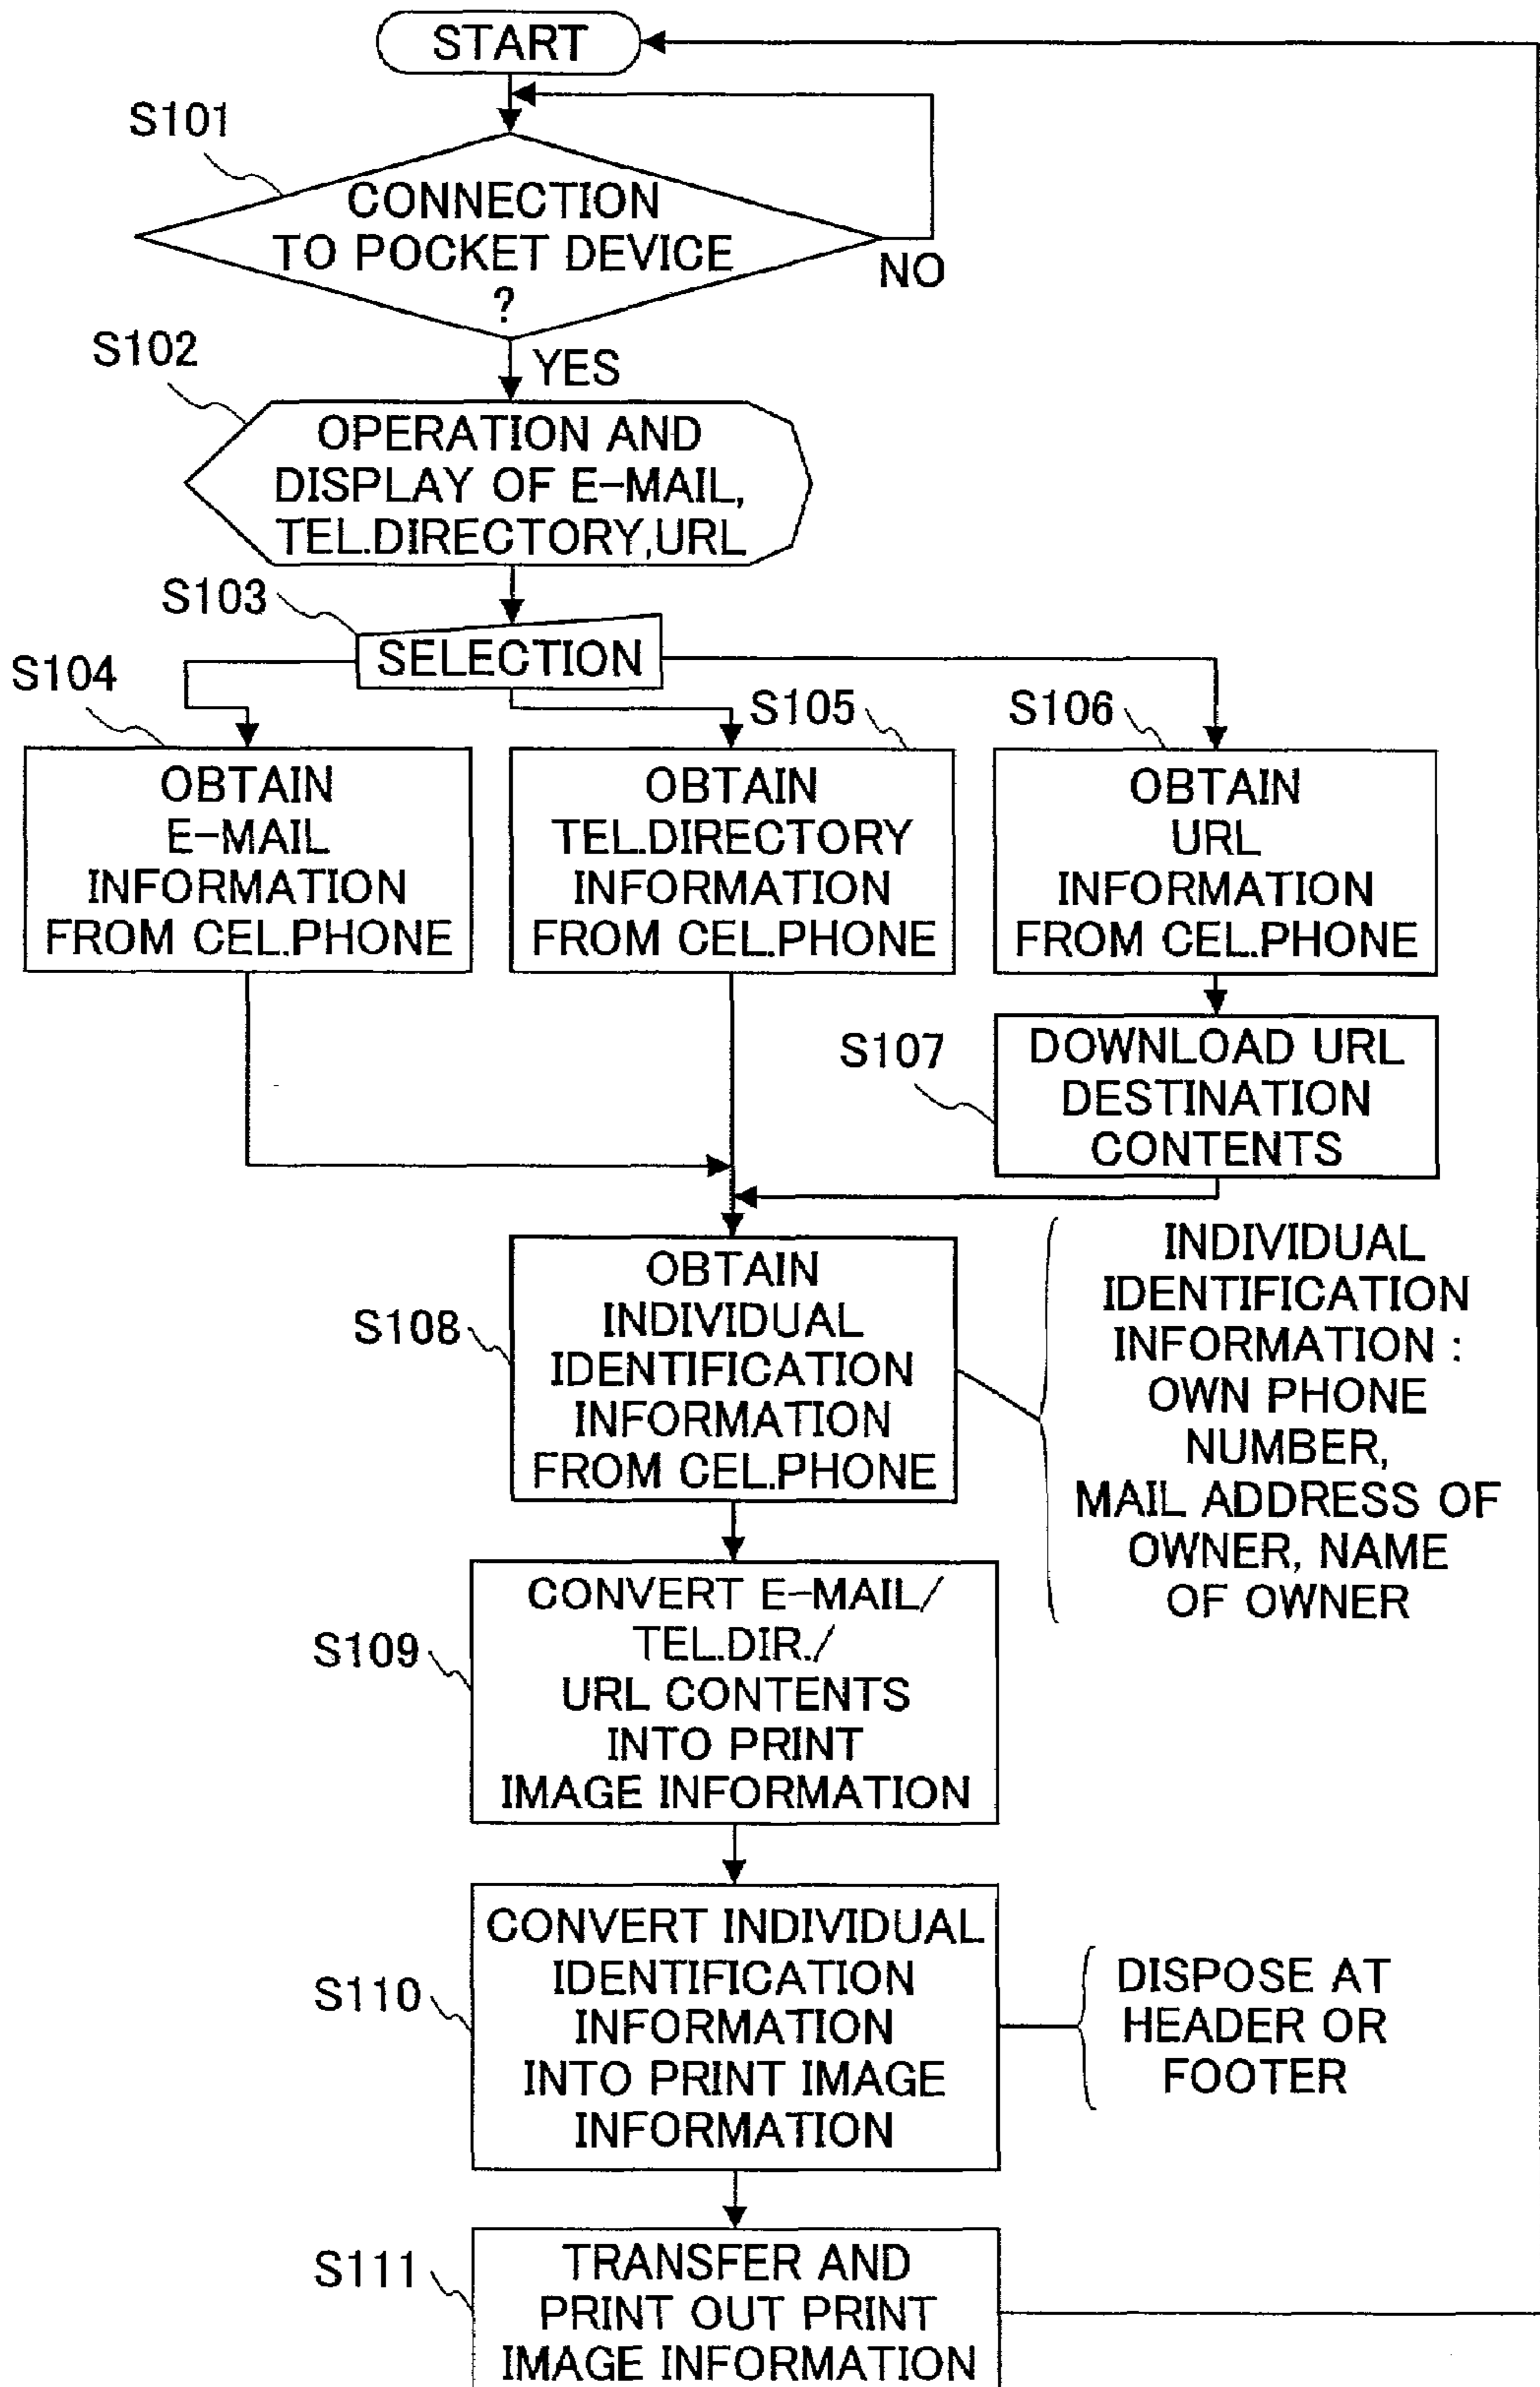 START
S101
CONNECTION
TO POCKET DEVICE
?
NO
YES
S102
OPERATION AND
DISPLAY OF E-MAIL,
TEL.DIRECTORY,URL
S103
SELECTION
S104
OBTAIN
E-MAIL
INFORMATION
FROM CEL.PHONE
S105
OBTAIN
TEL.DIRECTORY
INFORMATION
FROM CEL.PHONE
S106
OBTAIN
URL
INFORMATION
FROM CEL.PHONE
S107
DOWNLOAD URL
DESTINATION
CONTENTS
S108
OBTAIN
INDIVIDUAL
IDENTIFICATION
INFORMATION
FROM CEL.PHONE
INDIVIDUAL
IDENTIFICATION
INFORMATION :
OWN PHONE
NUMBER,
MAIL ADDRESS OF
OWNER, NAME
OF OWNER
S109
CONVERT E-MAIL/
TEL.DIR./
URL CONTENTS
INTO PRINT
IMAGE INFORMATION
S110
CONVERT INDIVIDUAL
IDENTIFICATION
INFORMATION
INTO PRINT IMAGE
INFORMATION
DISPOSE AT
HEADER OR
FOOTER
S111
TRANSFER AND
PRINT OUT PRINT
IMAGE INFORMATION